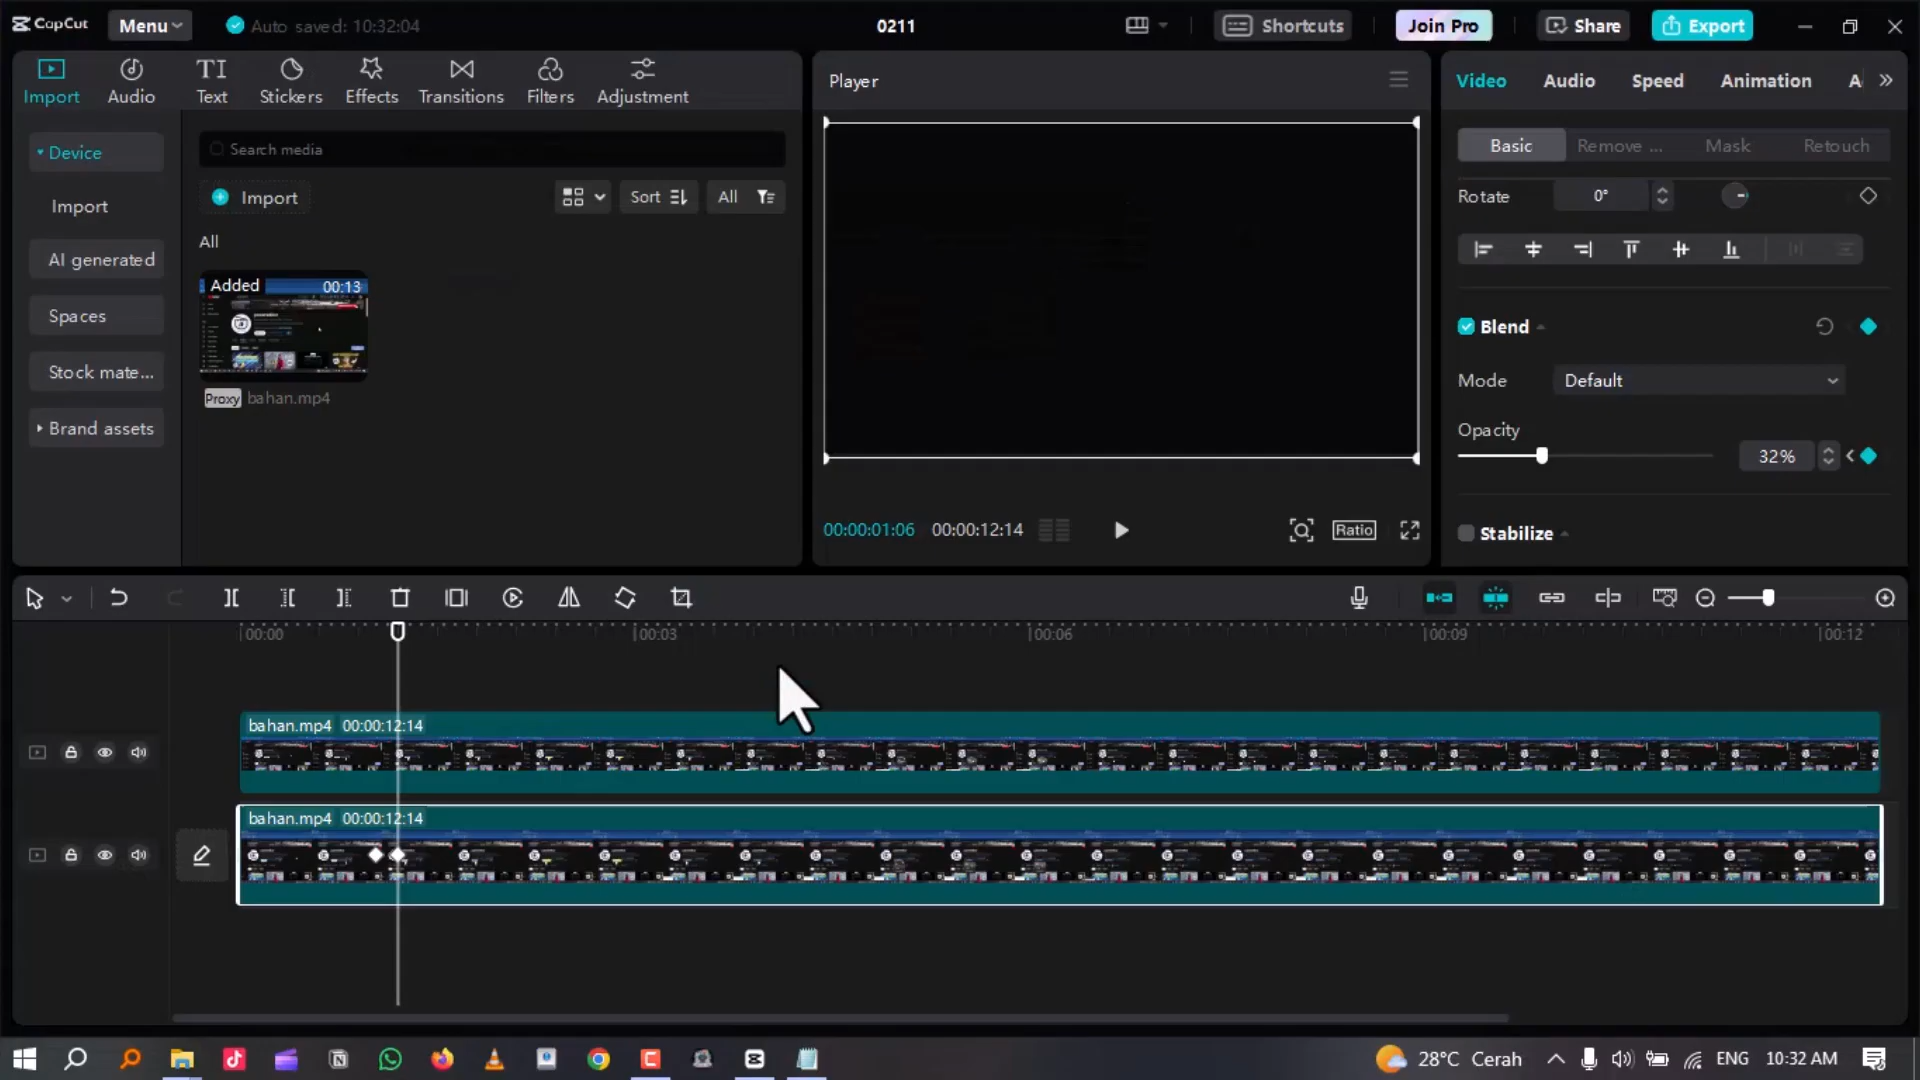 CapCut
Menu
Auto saved: 10:32:04
0211
Shortcuts
Join Pro
Share
Export
Import
Audio
Text
Stickers
Effects
Transitions
Filters
Adjustment
Device
Import
AI generated
Spaces
Stock mate...
Brand assets
Search media
Import
Sort
All
All
Added 00:13
Proxy bahan.mp4
Player
00:00:01:06 00:00:12:14
Ratio
Video
Audio
Speed
Animation
A
Basic
Remove ...
Mask
Retouch
Rotate
0°
Blend
Mode
Default
Opacity
32%
Stabilize
00:00
00:03
00:06
00:09
00:12
bahan.mp4 00:00:12:14
bahan.mp4 00:00:12:14
28°C Cerah
ENG
10:32 AM